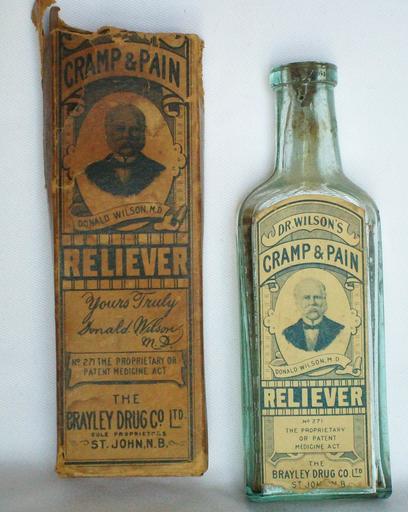 CRAMP & PAIN
DONALD WILSON, M.D.
RELIEVER
Yours Truly
Donald Wilson
M.D.
No 271 THE PROPRIETARY OR
PATENT MEDICINE ACT
THE
BRAYLEY DRUG Co LTD.
SOLE PROPRIETORS
ST. JOHN, N.B.
DR. WILSON'S
CRAMP & PAIN
DONALD WILSON, M.D.
RELIEVER
No 271
THE PROPRIETARY
OR PATENT
MEDICINE ACT
THE
BRAYLEY DRUG CO LTD
ST JOHN, N.B.